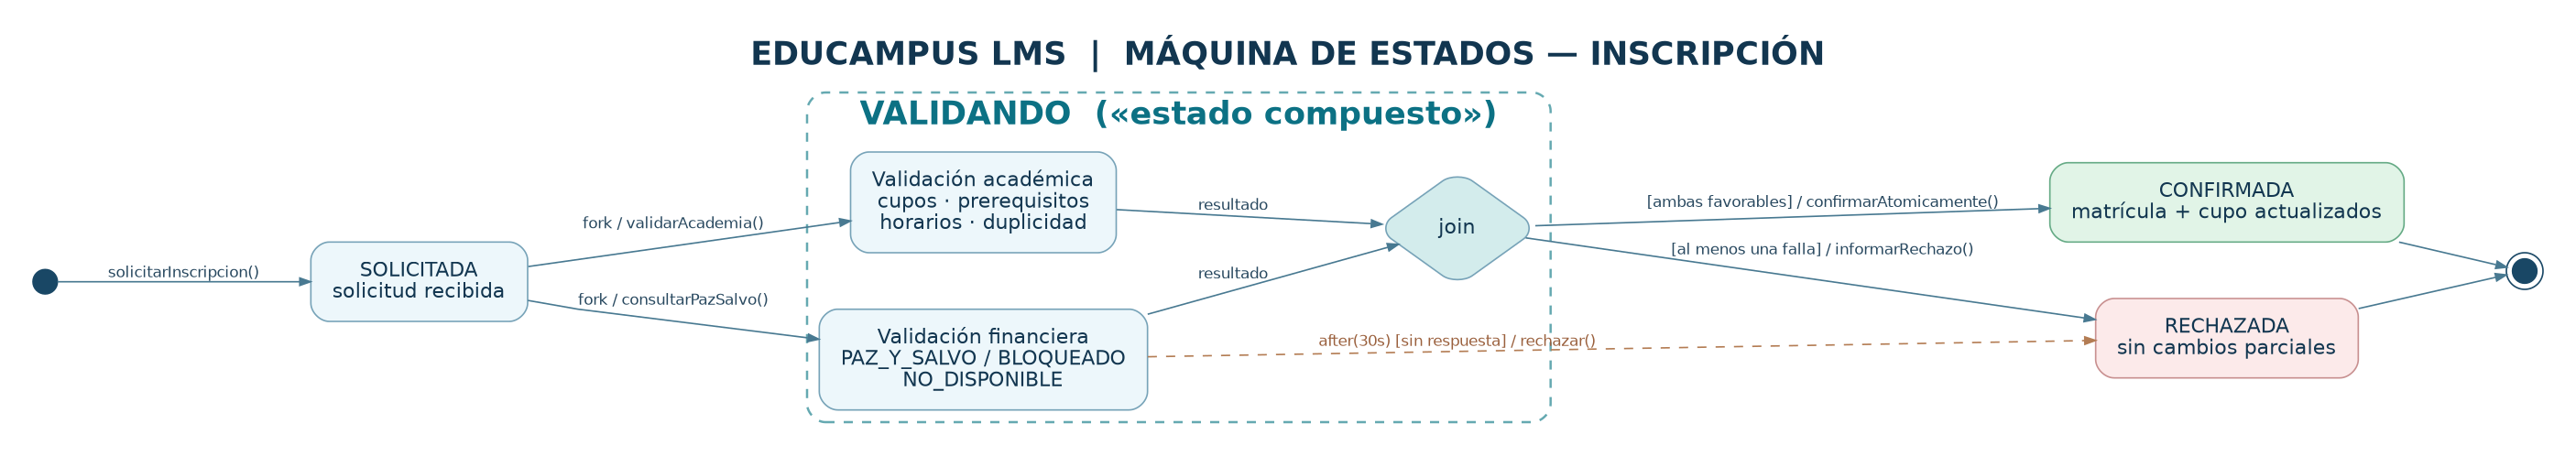 EDUCAMPUS LMS | MÁQUINA DE ESTADOS — INSCRIPCIÓN
VALIDANDO («estado compuesto»)
solicitarInscripcion()
SOLICITADA
solicitud recibida
fork / validarAcademia()
fork / consultarPazSalvo()
Validación académica
cupos · prerequisitos
horarios · duplicidad
Validación financiera
PAZ_Y_SALVO / BLOQUEADO
NO_DISPONIBLE
resultado
resultado
join
after(30s) [sin respuesta] / rechazar()
[ambas favorables] / confirmarAtomicamente()
[al menos una falla] / informarRechazo()
CONFIRMADA
matrícula + cupo actualizados
RECHAZADA
sin cambios parciales